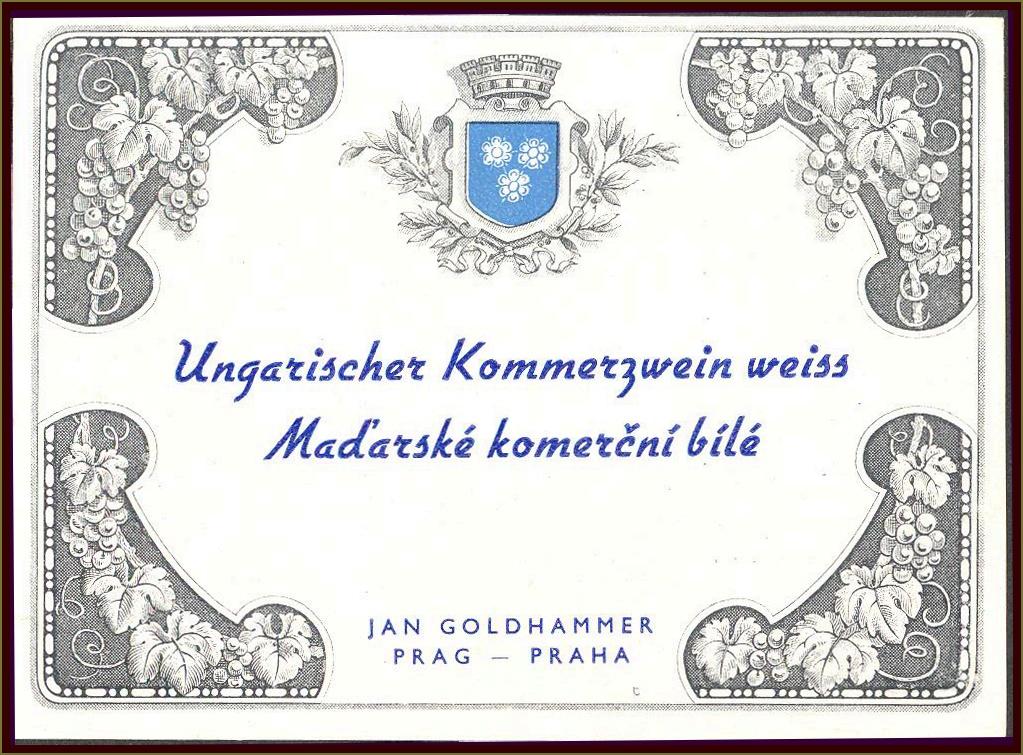 Ungarischer Kommerzwein weiss
Maďarské komerční bílé
JAN GOLDHAMMER
PRAG — PRAHA